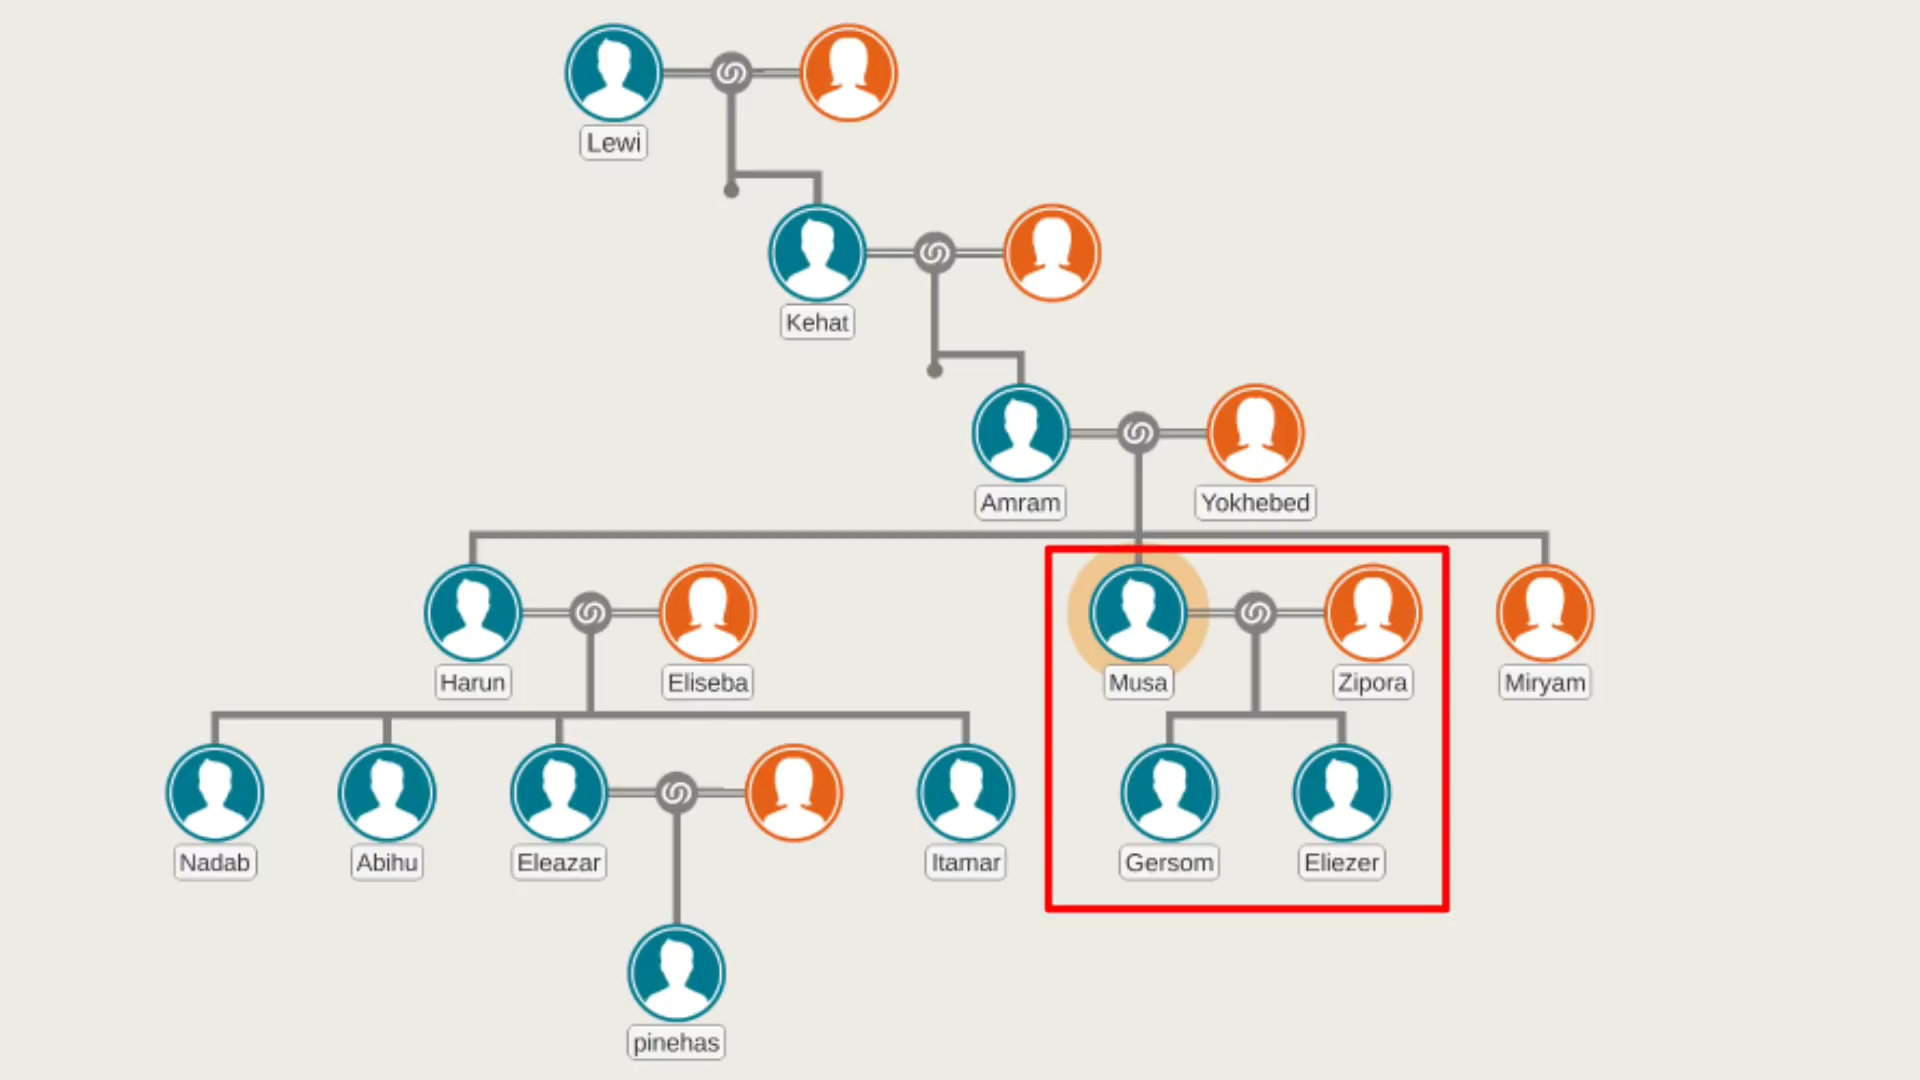 Lewi
Kehat
Amram
Yokhebed
Harun
Eliseba
Musa
Zipora
Miryam
Nadab
Abihu
Eleazar
Itamar
Gersom
Eliezer
pinehas